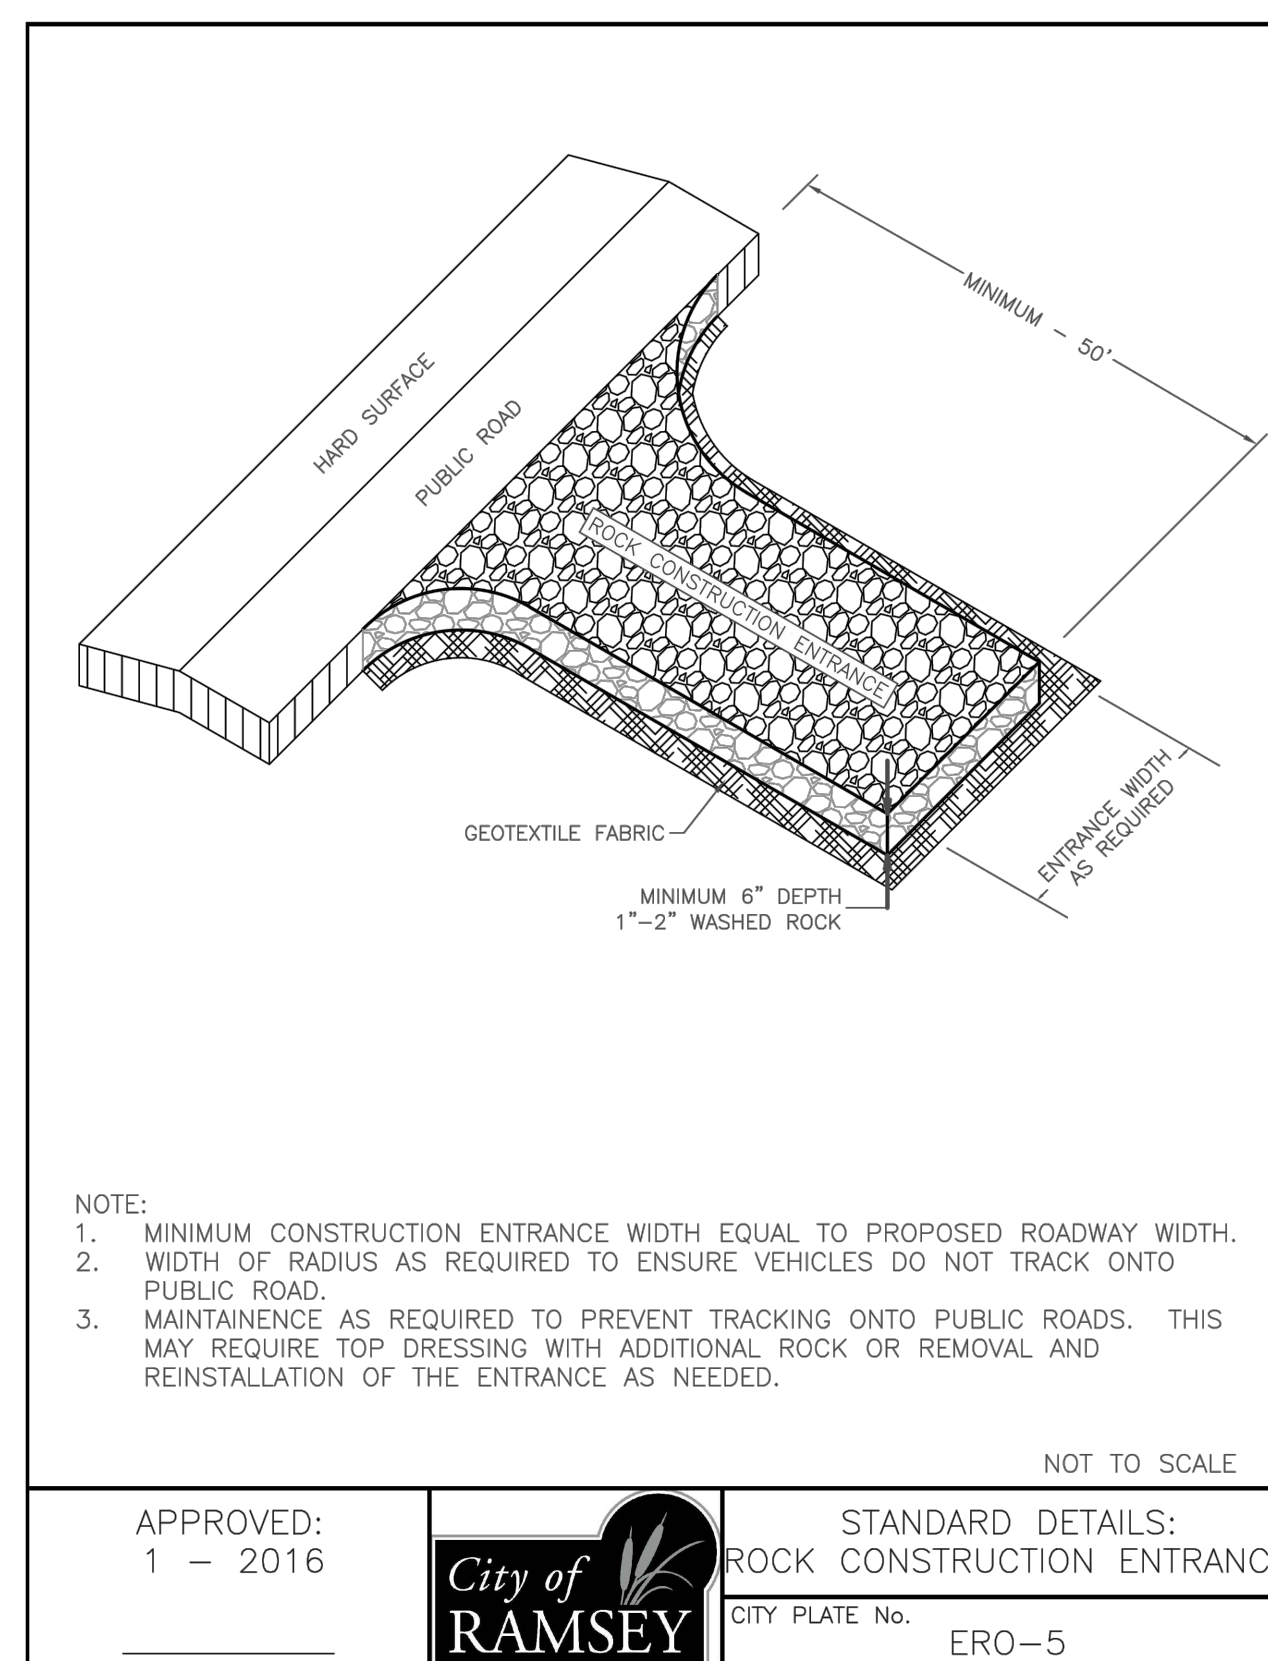 MINIMUM - 50'
HARD SURFACE
PUBLIC ROAD
ROCK CONSTRUCTION ENTRANCE
GEOTEXTILE FABRIC
ENTRANCE WIDTH
AS REQUIRED
MINIMUM 6" DEPTH
1"-2" WASHED ROCK
NOTE:
1. MINIMUM CONSTRUCTION ENTRANCE WIDTH EQUAL TO PROPOSED ROADWAY WIDTH.
2. WIDTH OF RADIUS AS REQUIRED TO ENSURE VEHICLES DO NOT TRACK ONTO
PUBLIC ROAD.
3. MAINTAINENCE AS REQUIRED TO PREVENT TRACKING ONTO PUBLIC ROADS. THIS
MAY REQUIRE TOP DRESSING WITH ADDITIONAL ROCK OR REMOVAL AND
REINSTALLATION OF THE ENTRANCE AS NEEDED.
NOT TO SCALE
APPROVED:
1 - 2016
City of
RAMSEY
STANDARD DETAILS:
ROCK CONSTRUCTION ENTRANC
CITY PLATE No.
ERO-5